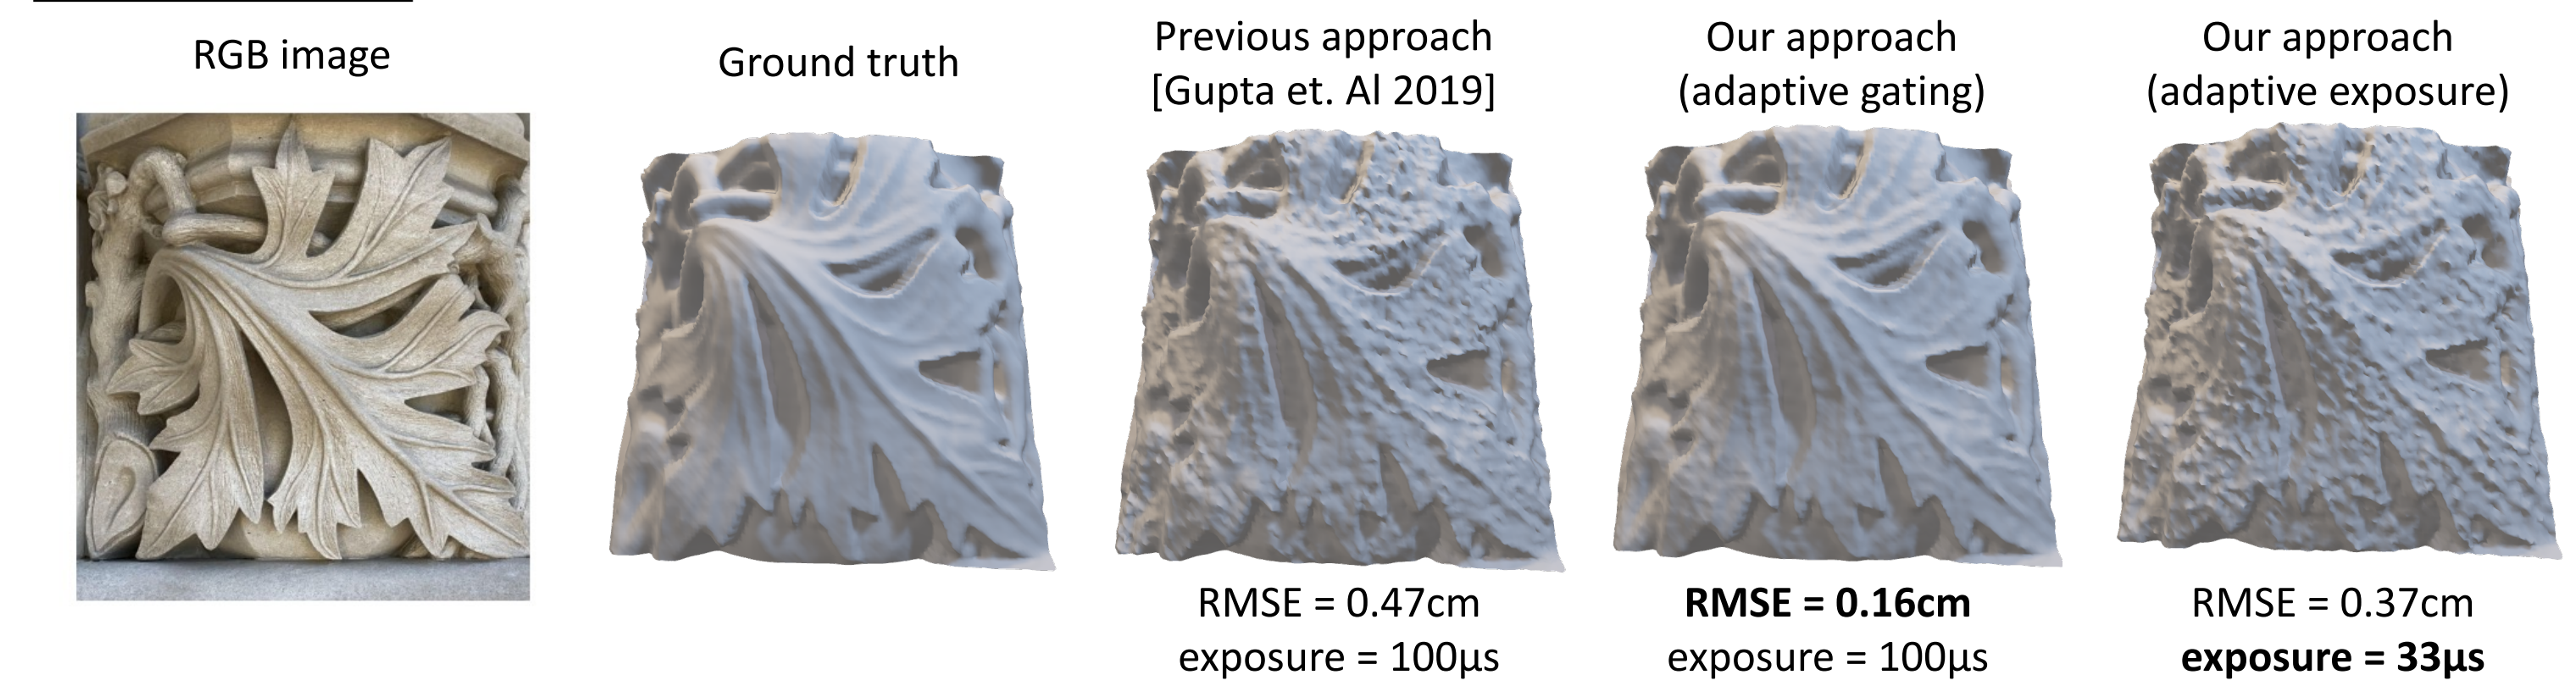 RGB image
Ground truth
Previous approach
[Gupta et. Al 2019]
Our approach
(adaptive gating)
Our approach
(adaptive exposure)
RMSE = 0.47cm
exposure = 100µs
RMSE = 0.16cm
exposure = 100µs
RMSE = 0.37cm
exposure = 33µs